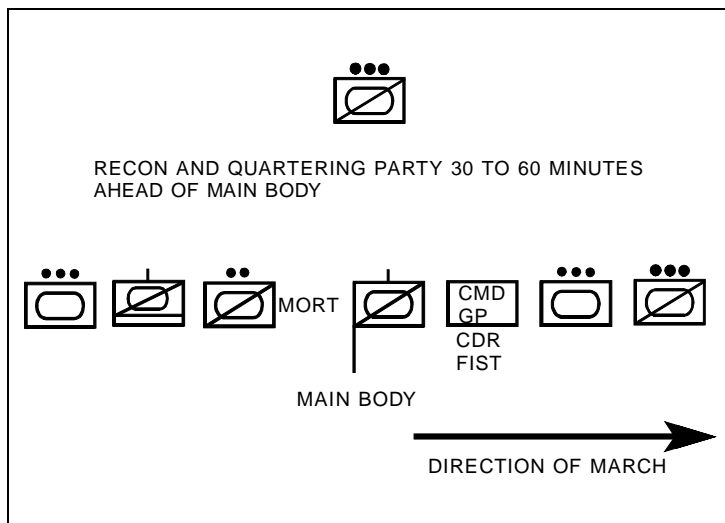 RECON AND QUARTERING PARTY 30 TO 60 MINUTES
AHEAD OF MAIN BODY
MORT
CMD
GP
CDR
FIST
MAIN BODY
DIRECTION OF MARCH